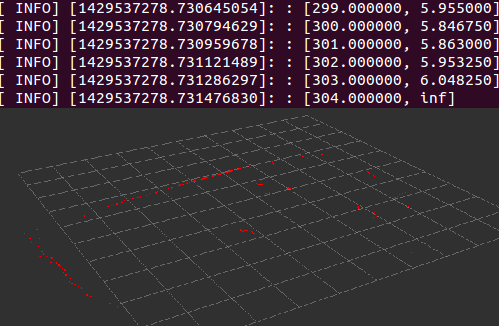 [ INFO] [1429537278.730645054]: : [299.000000, 5.955000]
[ INFO] [1429537278.730794629]: : [300.000000, 5.846750]
[ INFO] [1429537278.730959678]: : [301.000000, 5.863000]
[ INFO] [1429537278.731121489]: : [302.000000, 5.953250]
[ INFO] [1429537278.731286297]: : [303.000000, 6.048250]
[ INFO] [1429537278.731476830]: : [304.000000, inf]